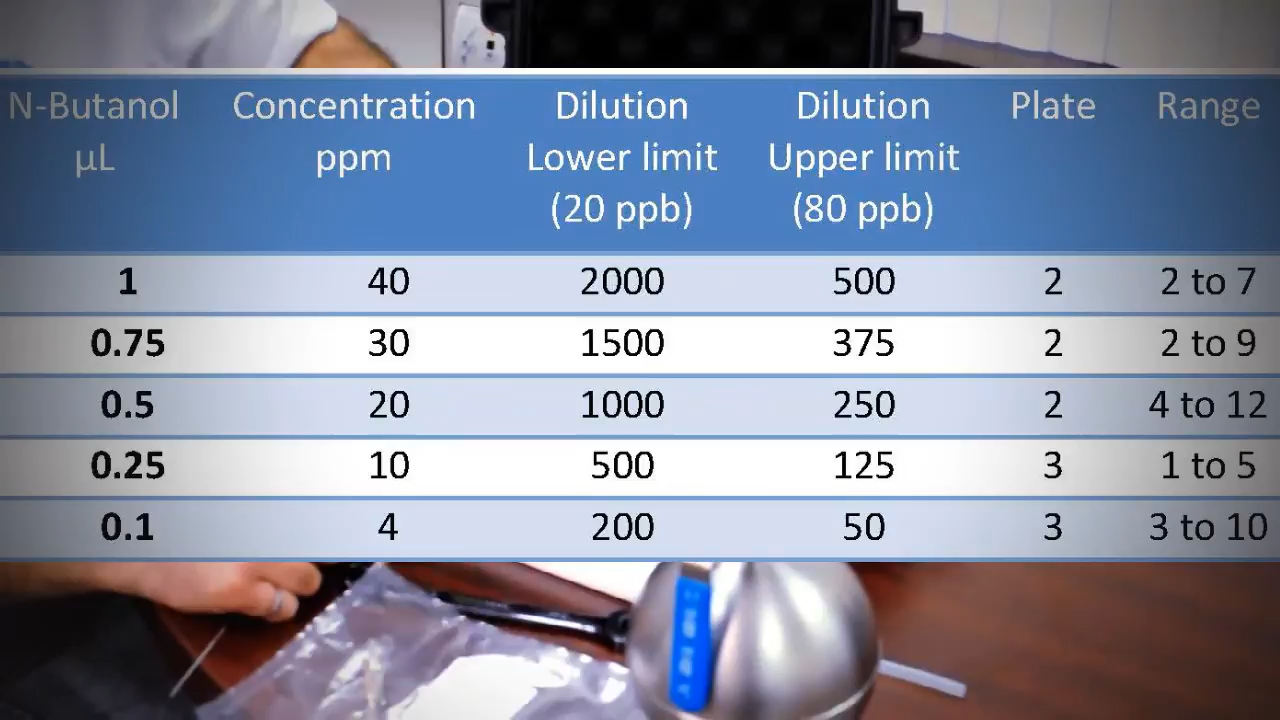 N-Butanol Concentration Dilution Dilution Plate Range
µL ppm Lower limit Upper limit
(20 ppb) (80 ppb)
1 40 2000 500 2 2 to 7
0.75 30 1500 375 2 2 to 9
0.5 20 1000 250 2 4 to 12
0.25 10 500 125 3 1 to 5
0.1 4 200 50 3 3 to 10